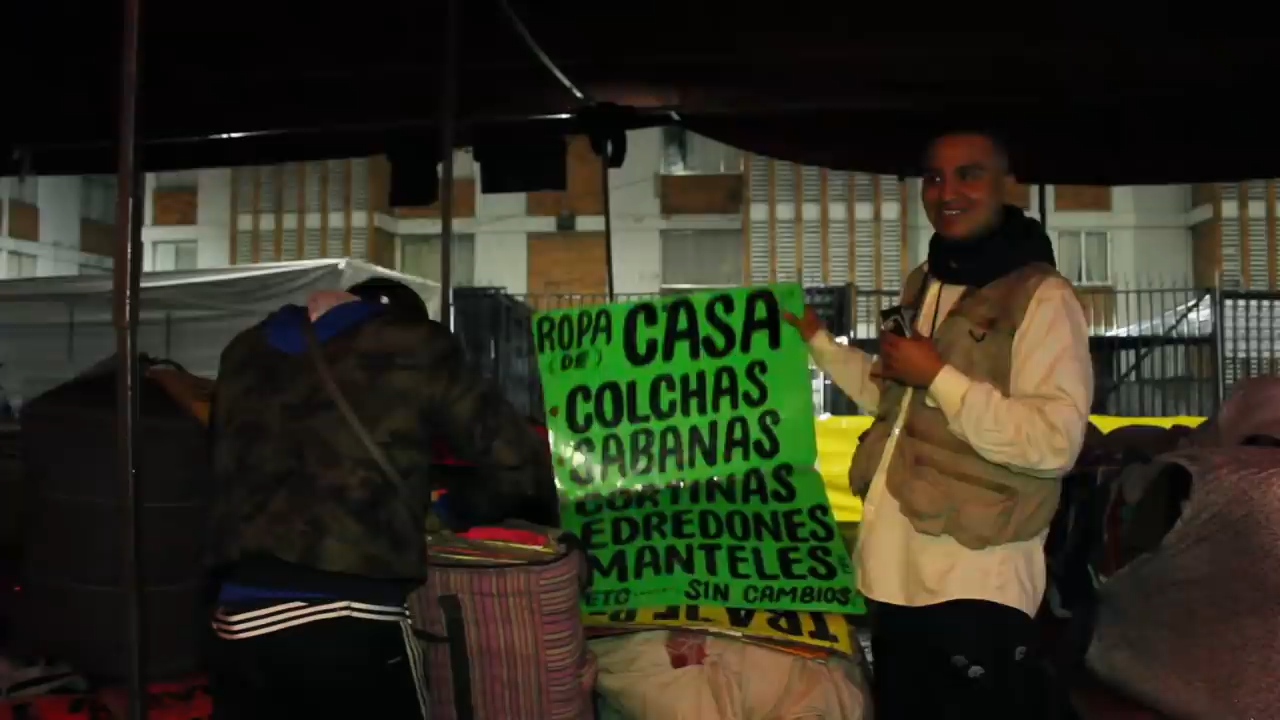 ROPA CASA
(DE)
COLCHAS
SABANAS
CORTINAS
EDREDONES
MANTELES
ETC...... SIN CAMBIOS